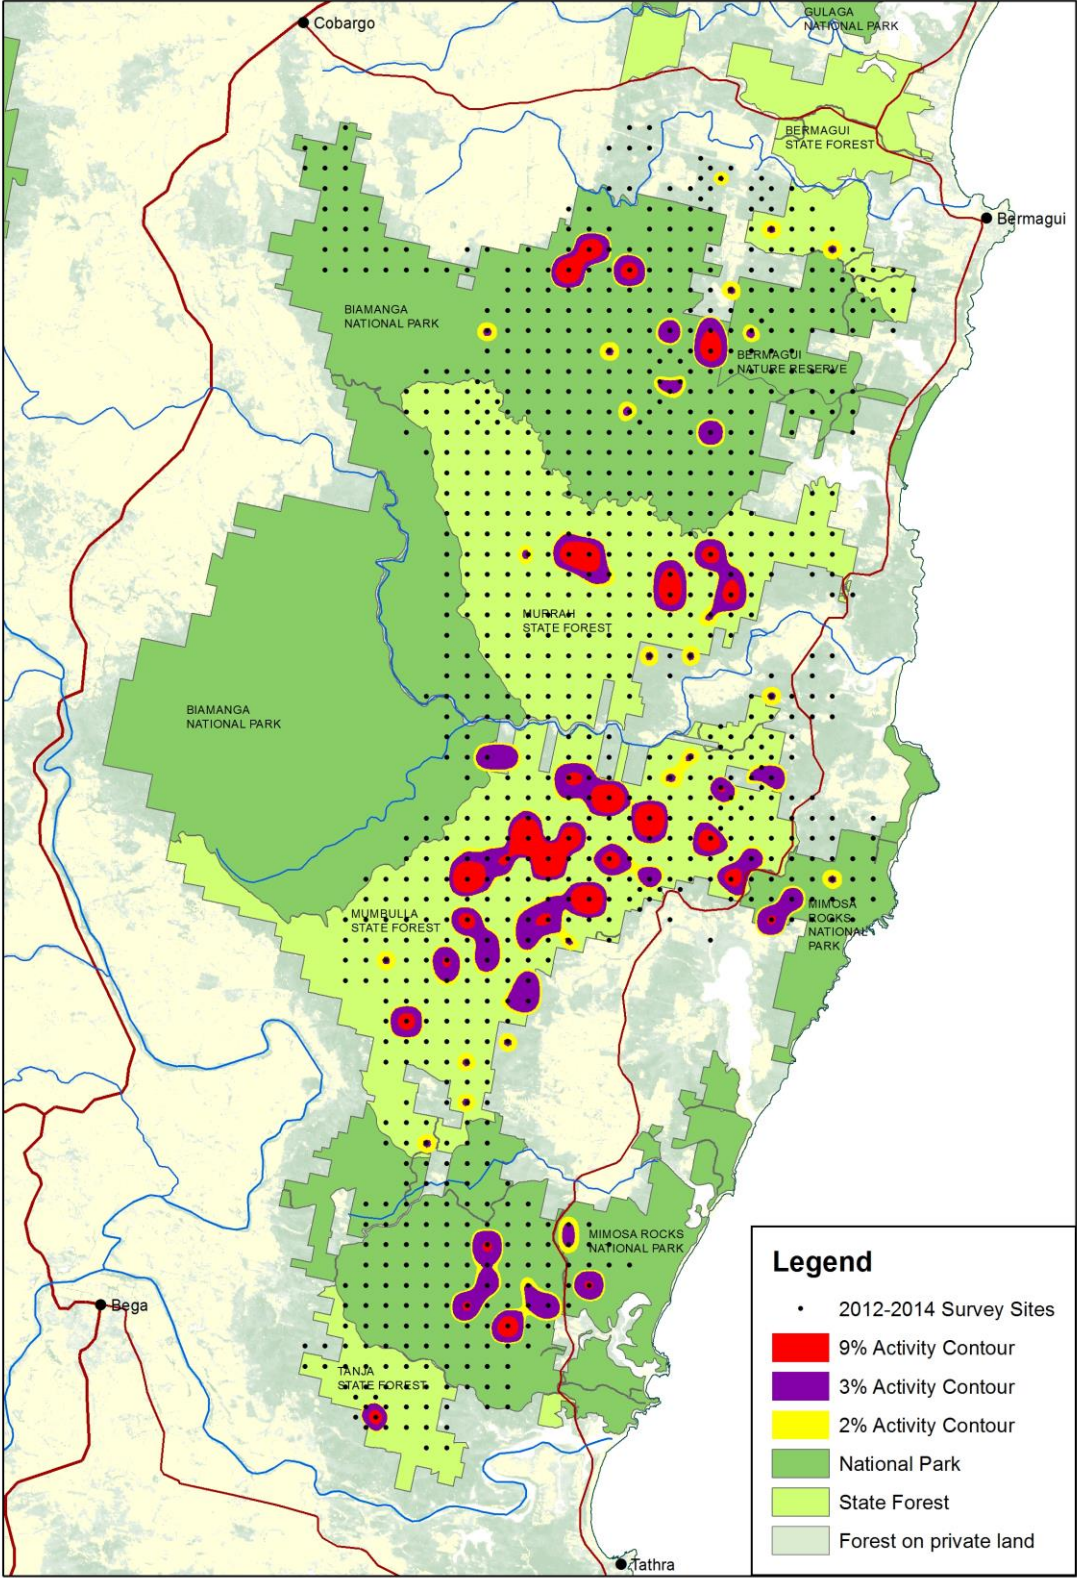 GULAGA
NATIONAL PARK
Cobargo
BERMAGUI
STATE FOREST
Bermagui
BIAMANGA
NATIONAL PARK
BERMAGUI
NATURE RESERVE
MURRAH
STATE FOREST
BIAMANGA
NATIONAL PARK
MUMBULLA
STATE FOREST
MIMOSA
ROCKS
NATIONAL
PARK
MIMOSA ROCKS
NATIONAL PARK
Bega
TANJA
STATE FOREST
Tathra
Legend
2012-2014 Survey Sites
9% Activity Contour
3% Activity Contour
2% Activity Contour
National Park
State Forest
Forest on private land